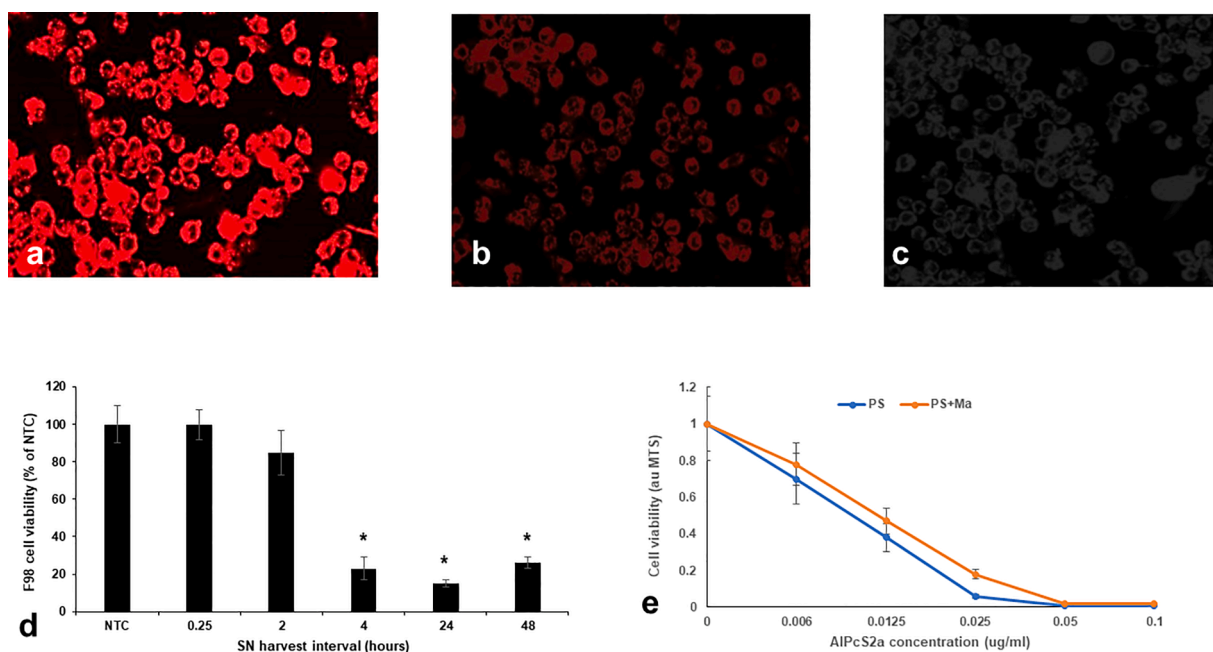 a
b
c
120
100
80
60
40
20
0
F98 cell viability (% of NTC)
*
*
*
NTC 0.25 2 4 24 48
SN harvest interval (hours)
d
PS PS+Ma
1.2
1
0.8
0.6
0.4
0.2
0
Cell viability (au MTS)
0 0.006 0.0125 0.025 0.05 0.1
AlPcS2a concentration (ug/ml)
e